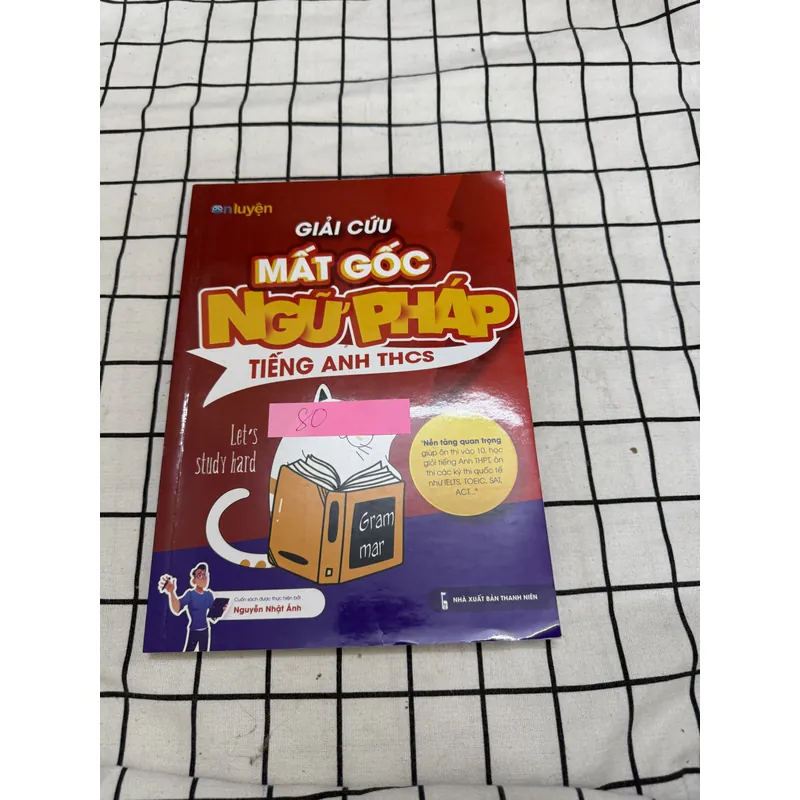 onluyện
GIẢI CỨU
MẤT GỐC
NGỮ PHÁP
TIẾNG ANH THCS
80
Let's
study hard
"Nền tảng quan trọng
giúp ôn thi vào 10, học
giỏi tiếng Anh THPT, ôn
thi các kỳ thi quốc tế
như IELTS, TOEIC, SAT,
ACT..."
Gram
mar
Cuốn sách được thực hiện bởi
Nguyễn Nhật Ánh
NHÀ XUẤT BẢN THANH NIÊN